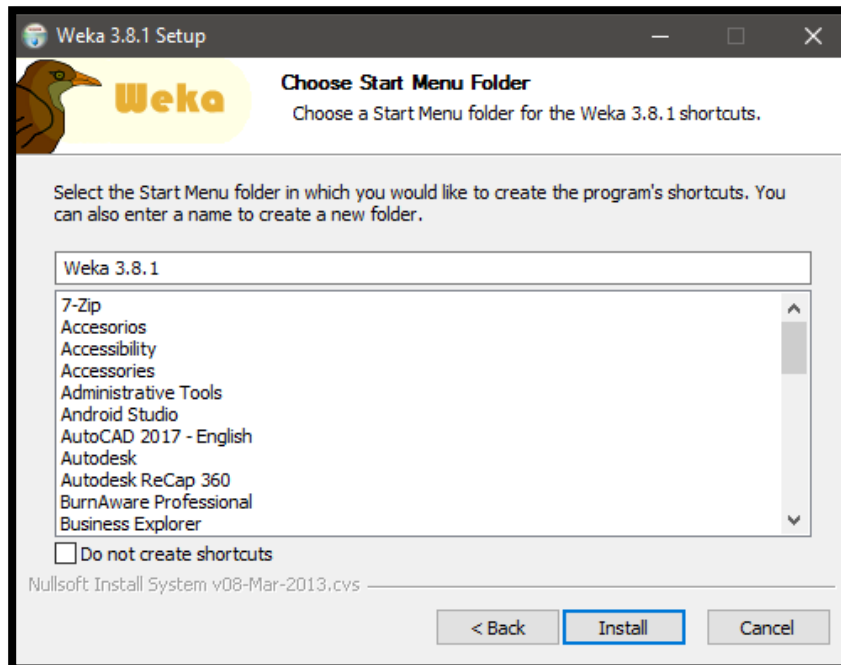 Weka 3.8.1 Setup
Weka
Choose Start Menu Folder
Choose a Start Menu folder for the Weka 3.8.1 shortcuts.
Select the Start Menu folder in which you would like to create the program's shortcuts. You
can also enter a name to create a new folder.
Weka 3.8.1
7-Zip
Accesorios
Accessibility
Accessories
Administrative Tools
Android Studio
AutoCAD 2017 - English
Autodesk
Autodesk ReCap 360
BurnAware Professional
Business Explorer
Do not create shortcuts
Nullsoft Install System v08-Mar-2013.cvs
< Back Install Cancel